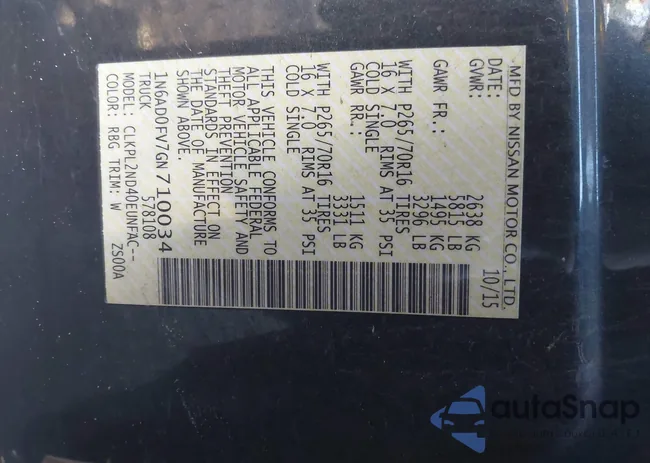 MFD BY NISSAN MOTOR CO., LTD.
DATE: 10/15
GVWR: 2638 KG
5815 LB
GAWR FR.: 1495 KG
3296 LB
WITH P265/70R16 TIRES
16 X 7.0 RIMS AT 35 PSI
COLD SINGLE
GAWR RR.: 1511 KG
3331 LB
WITH P265/70R16 TIRES
16 X 7.0 RIMS AT 35 PSI
COLD SINGLE
THIS VEHICLE CONFORMS TO
ALL APPLICABLE FEDERAL
MOTOR VEHICLE SAFETY AND
THEFT PREVENTION
STANDARDS IN EFFECT ON
THE DATE OF MANUFACTURE
SHOWN ABOVE.
1N6AD0FV7GN710034
TRUCK 578108
MODEL: CLKPL2ND40EUNFAC--
COLOR: RBG TRIM: W ZS00A
autoSnap